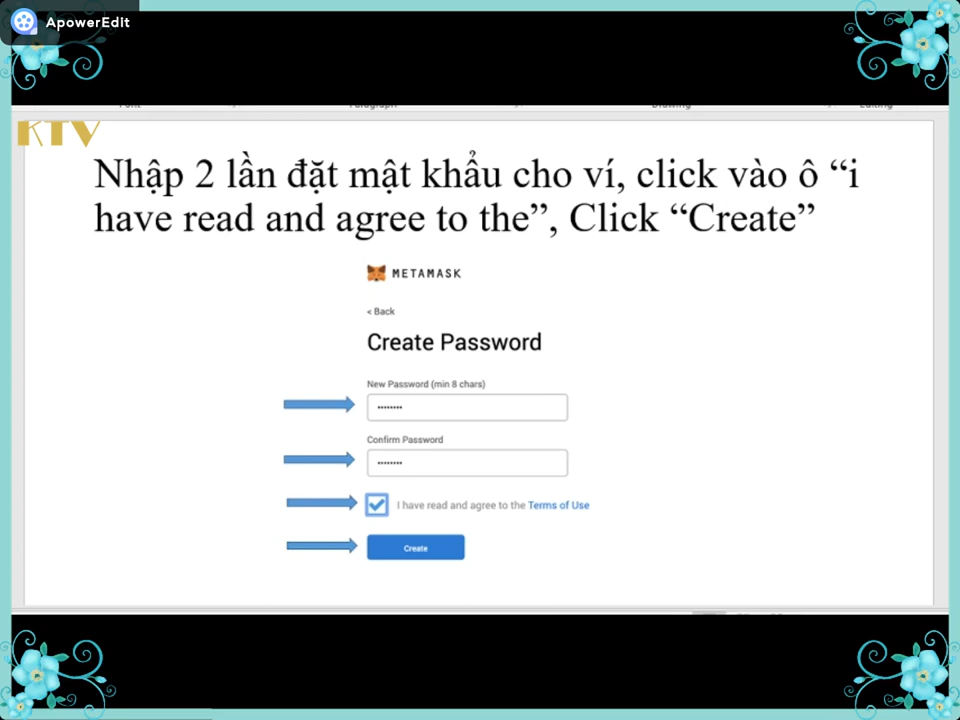 ApowerEdit
KTV
Nhập 2 lần đặt mật khẩu cho ví, click vào ô “i
have read and agree to the”, Click “Create”
METAMASK
< Back
Create Password
New Password (min 8 chars)
Confirm Password
I have read and agree to the Terms of Use
Create